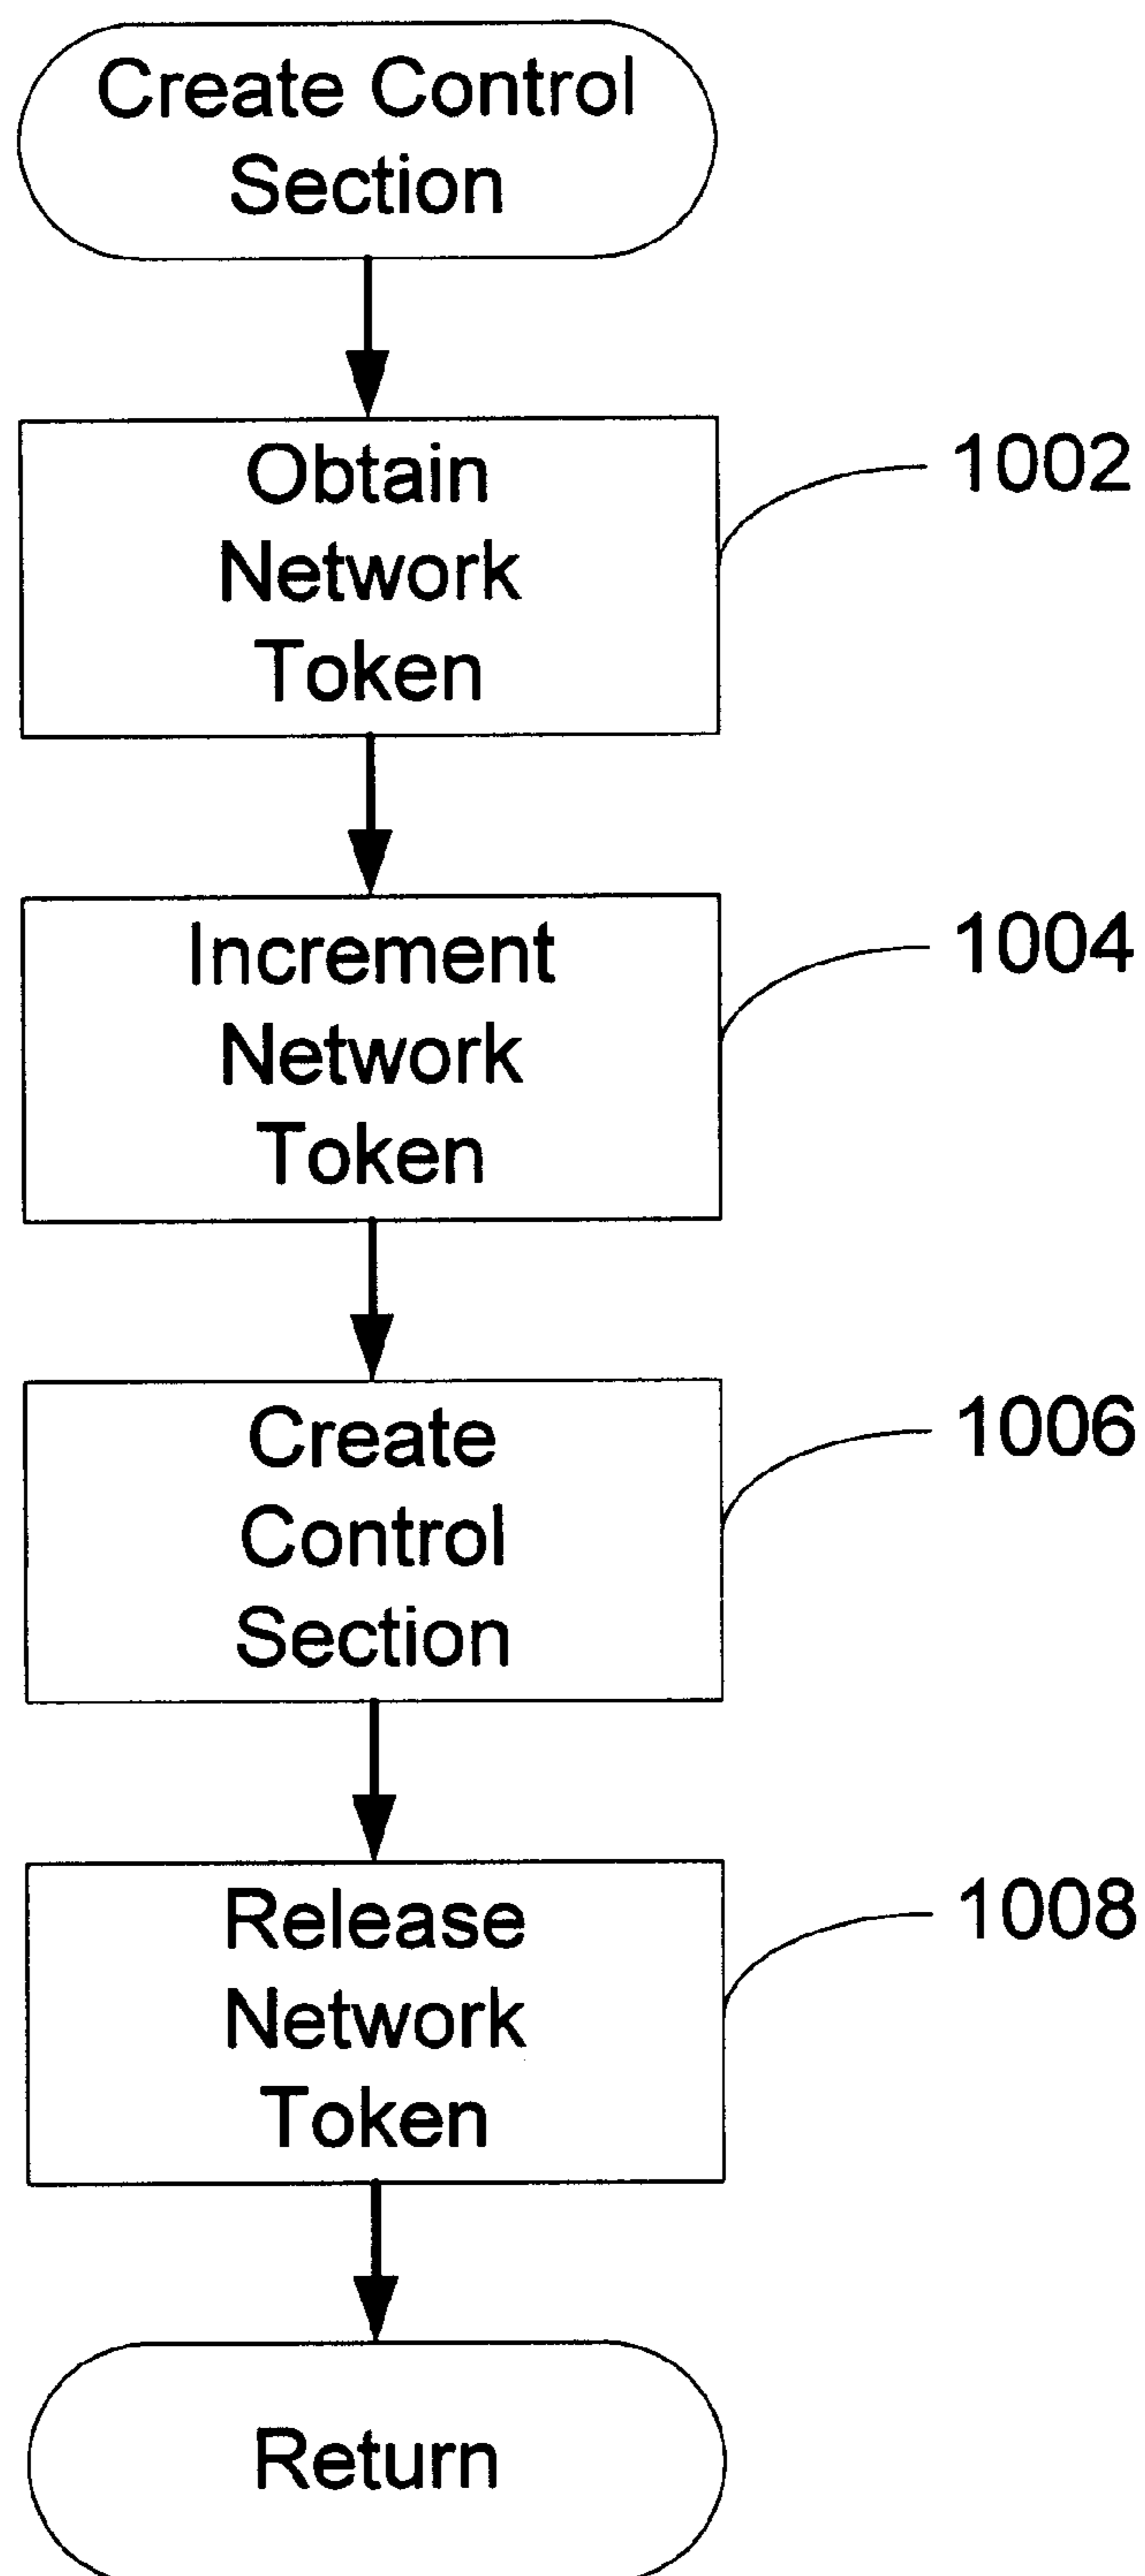 Create Control
Section
Obtain
Network
Token
1002
Increment
Network
Token
1004
Create
Control
Section
1006
Release
Network
Token
1008
Return